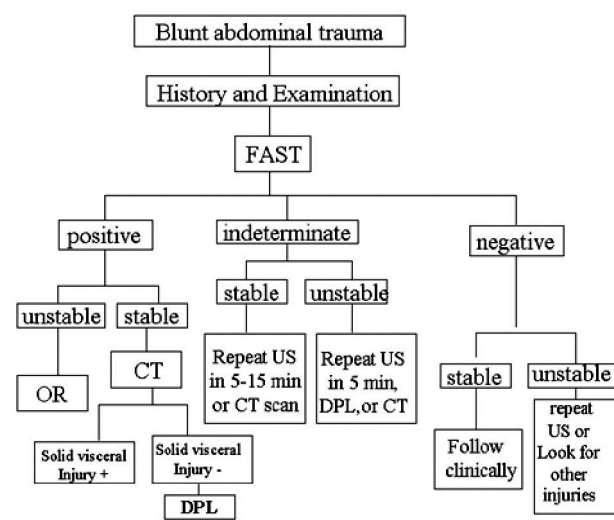 Blunt abdominal trauma
History and Examination
FAST
positive
indeterminate
negative
unstable
stable
stable
unstable
OR
CT
Repeat US
in 5-15 min
or CT scan
Repeat US
in 5 min,
DPL, or CT
stable
unstable
Solid visceral
Injury +
Solid visceral
Injury -
DPL
Follow
clinically
repeat
US or
Look for
other
injuries